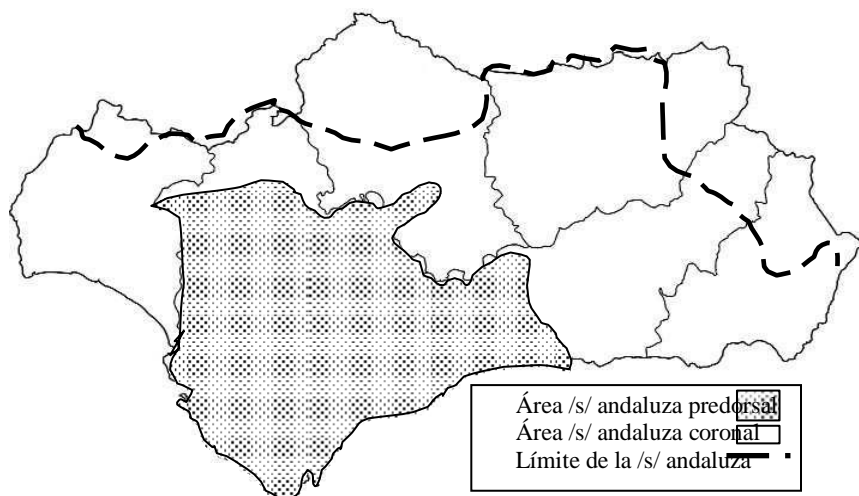 Área /s/ andaluza predorsal
Área /s/ andaluza coronal
Límite de la /s/ andaluza